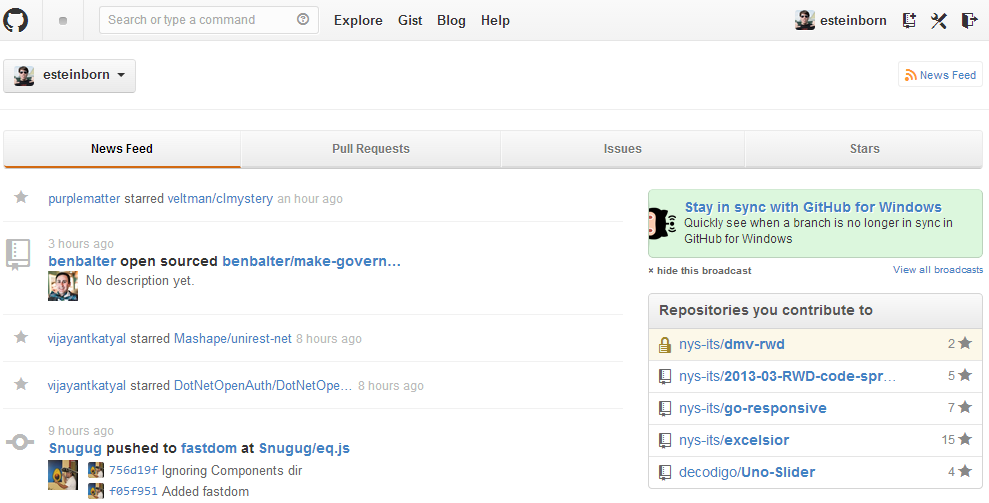 Search or type a command
Explore Gist Blog Help
esteinborn
esteinborn
News Feed
News Feed Pull Requests Issues Stars
purplematter starred veltman/clmystery an hour ago
3 hours ago
benbalter open sourced benbalter/make-govern…
No description yet.
vijayantkatyal starred Mashape/unirest-net 8 hours ago
vijayantkatyal starred DotNetOpenAuth/DotNetOpe… 8 hours ago
9 hours ago
Snugug pushed to fastdom at Snugug/eq.js
756d19f Ignoring Components dir
f05f951 Added fastdom
Stay in sync with GitHub for Windows
Quickly see when a branch is no longer in sync in
GitHub for Windows
× hide this broadcast View all broadcasts
Repositories you contribute to
nys-its/dmv-rwd 2
nys-its/2013-03-RWD-code-spr… 5
nys-its/go-responsive 7
nys-its/excelsior 15
decodigo/Uno-Slider 4